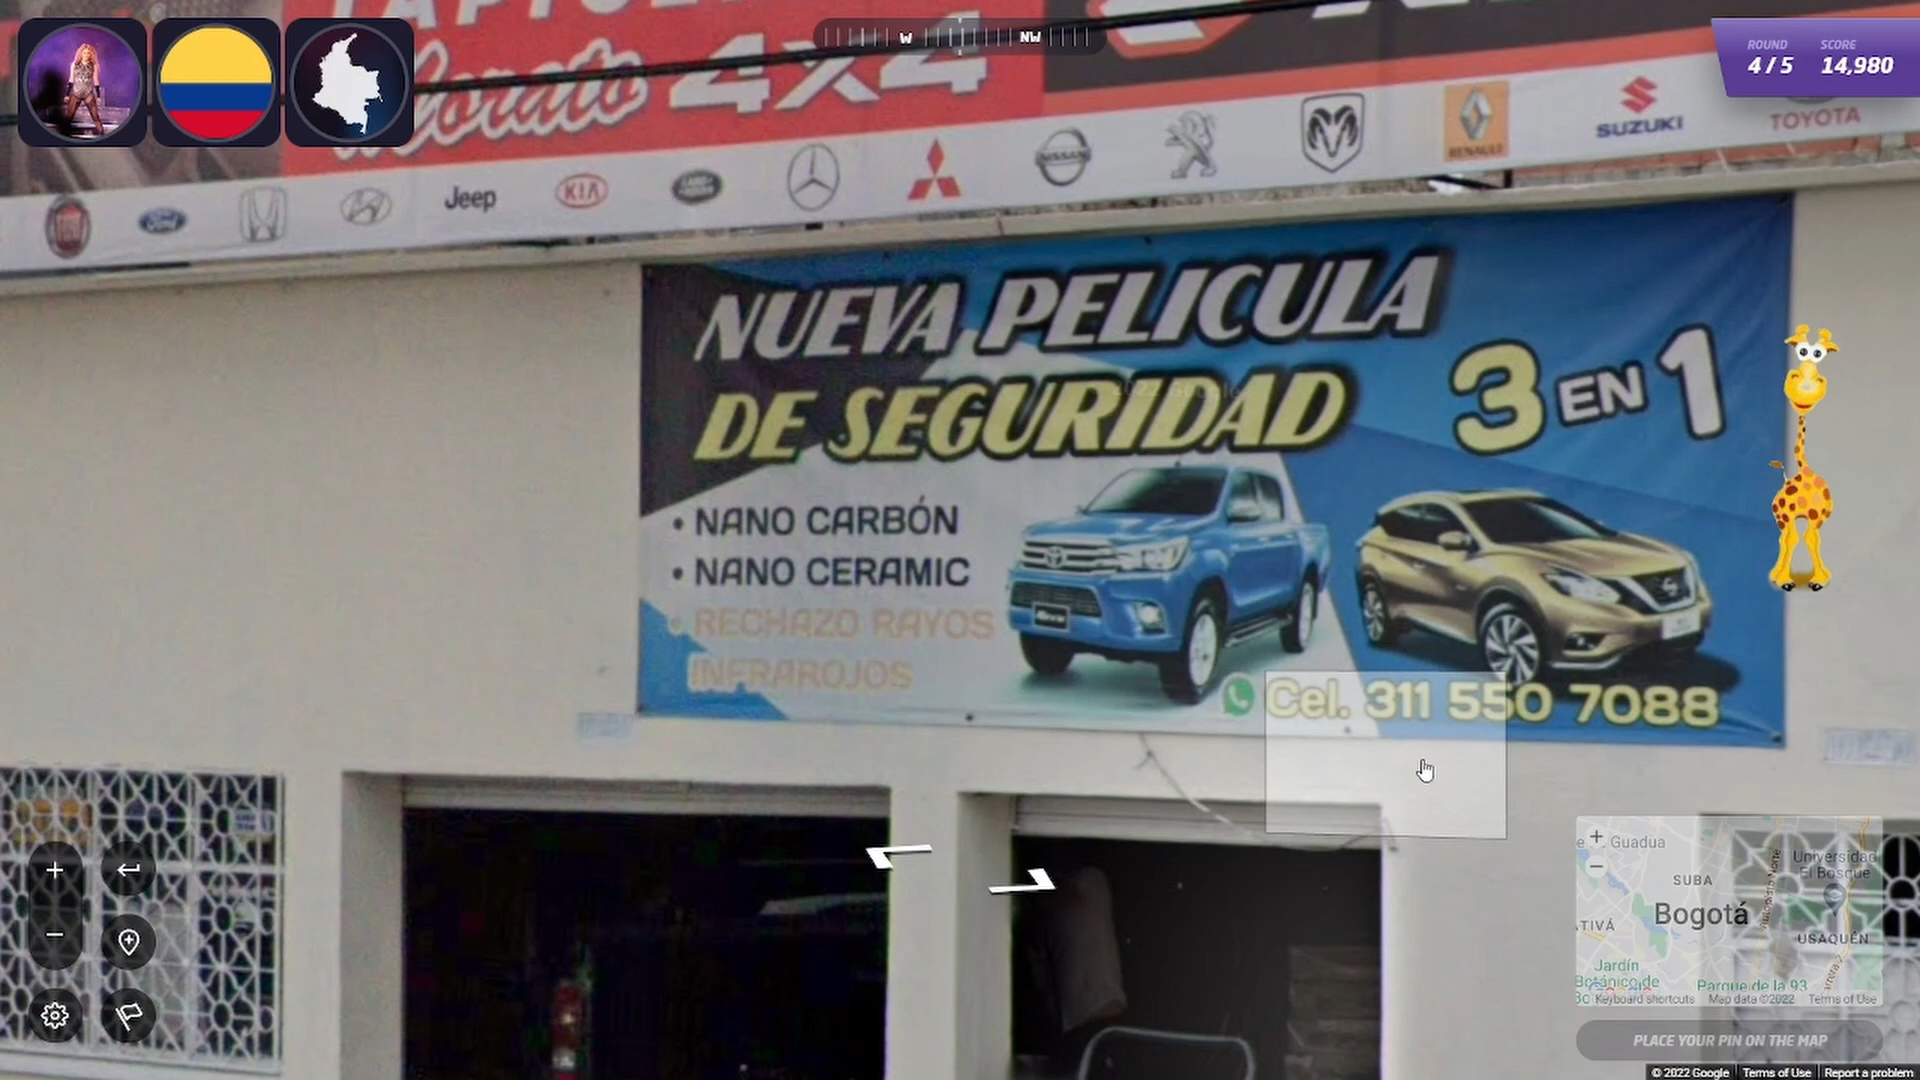 W
NW
ROUND
SCORE
4 / 5
14,980
4x4
Ford
Jeep
KIA
NISSAN
RENAULT
SUZUKI
TOYOTA
NUEVA PELICULA
DE SEGURIDAD
3 EN 1
• NANO CARBÓN
• NANO CERAMIC
• RECHAZO RAYOS
INFRAROJOS
Cel. 311 550 7088
Guadua
Universidad
El Bosque
SUBA
Bogotá
USAQUÉN
Jardín
Botánico de
Parque de la 93
Keyboard shortcuts
Map data ©2022
Terms of Use
PLACE YOUR PIN ON THE MAP
© 2022 Google
Terms of Use
Report a problem